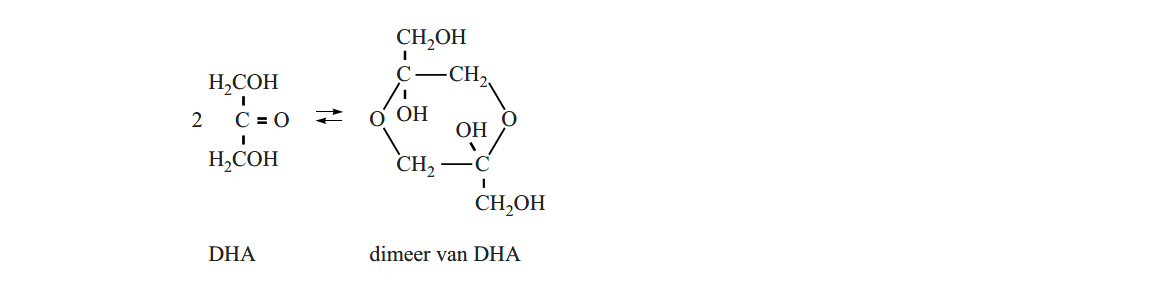 CH₂OH
H₂COH C CH₂
2 C = O O OH O
OH
H₂COH CH₂ C
CH₂OH
DHA dimeer van DHA